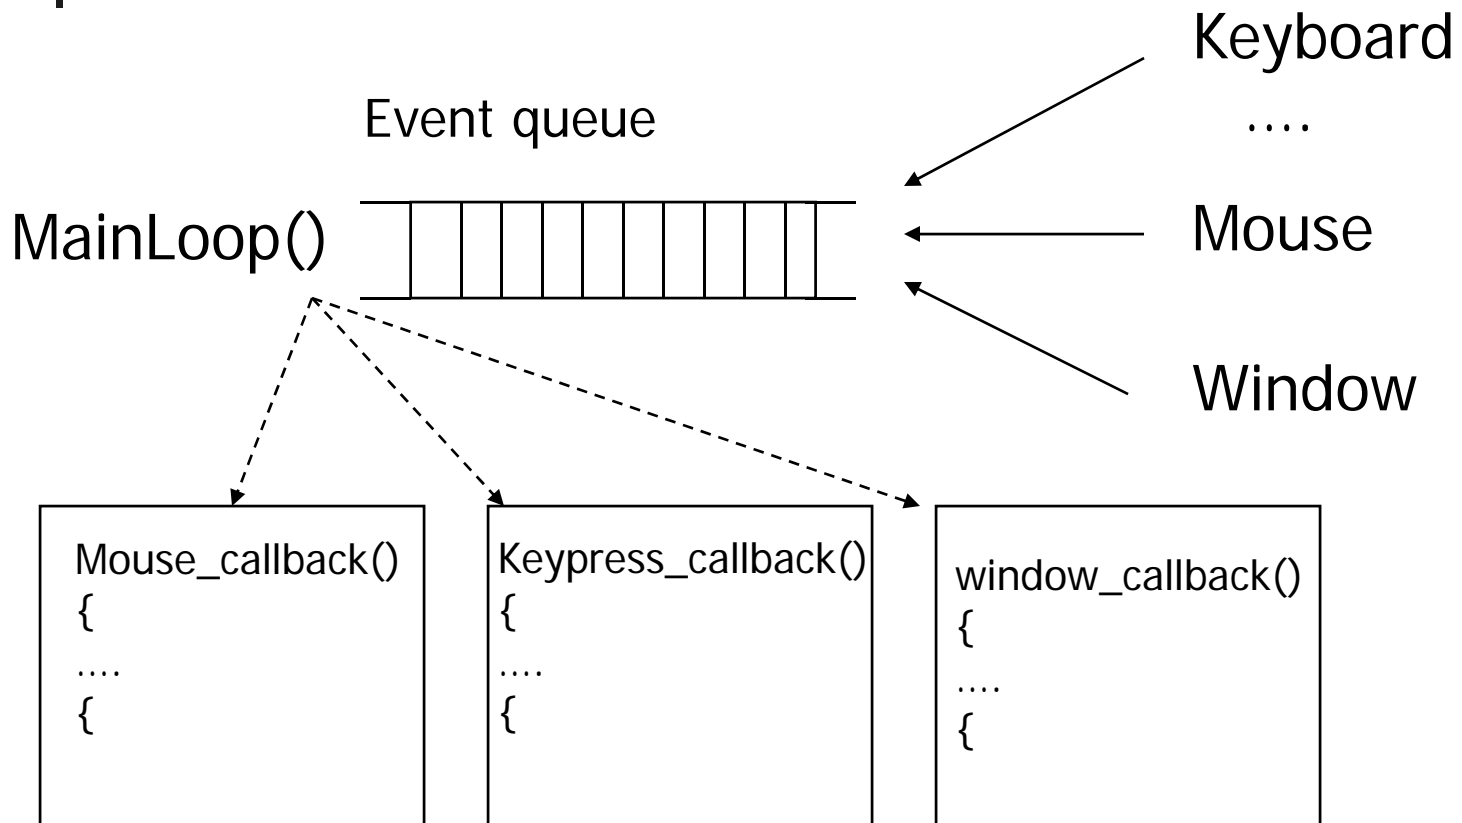 Keyboard
....
Event queue
MainLoop()
Mouse
Window
Mouse_callback()
{
....
{
Keypress_callback()
{
....
{
window_callback()
{
....
{